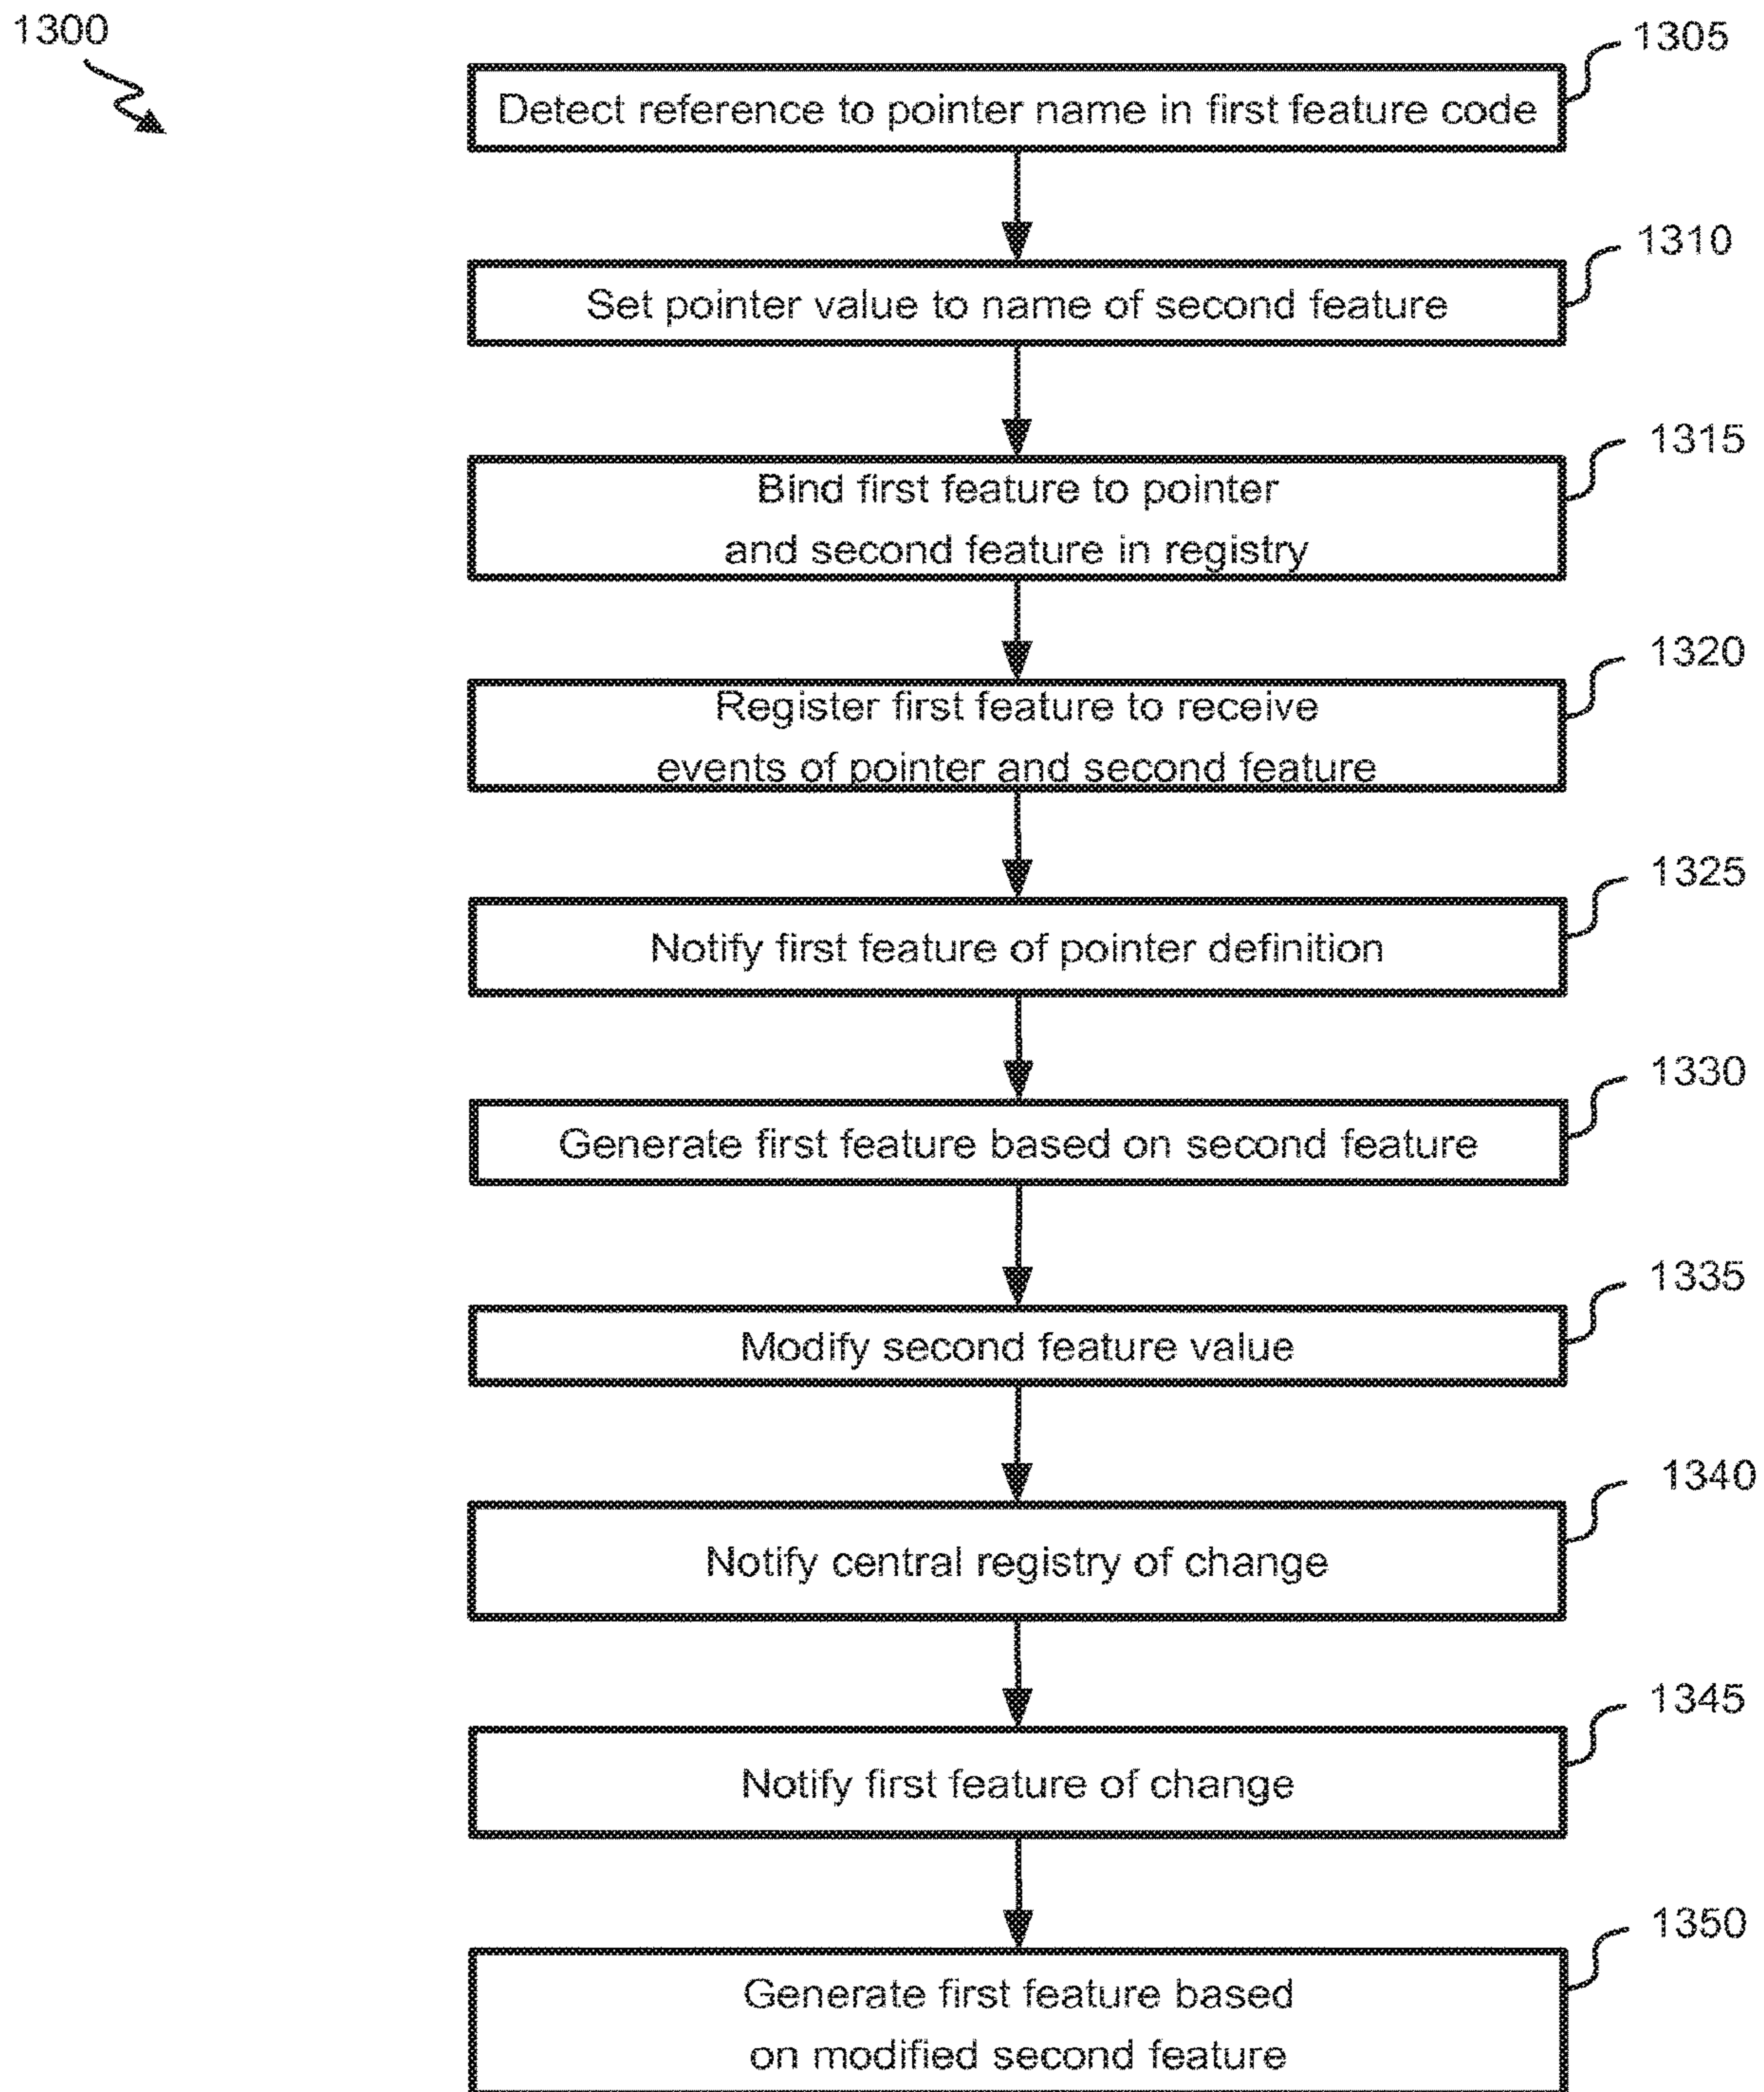 1300
1305
Detect reference to pointer name in first feature code
1310
Set pointer value to name of second feature
1315
Bind first feature to pointer
and second feature in registry
1320
Register first feature to receive
events of pointer and second feature
1325
Notify first feature of pointer definition
1330
Generate first feature based on second feature
1335
Modify second feature value
1340
Notify central registry of change
1345
Notify first feature of change
1350
Generate first feature based
on modified second feature